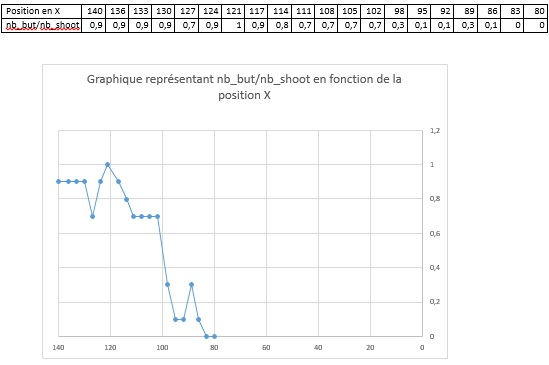 Position en X 140 136 133 130 127 124 121 117 114 111 108 105 102 98 95 92 89 86 83 80
nb_but/nb_shoot 0,9 0,9 0,9 0,9 0,7 0,9 1 0,9 0,8 0,7 0,7 0,7 0,7 0,3 0,1 0,1 0,3 0,1 0 0
Graphique représentant nb_but/nb_shoot en fonction de la
position X
1,2
1
0,8
0,6
0,4
0,2
0
140 120 100 80 60 40 20 0